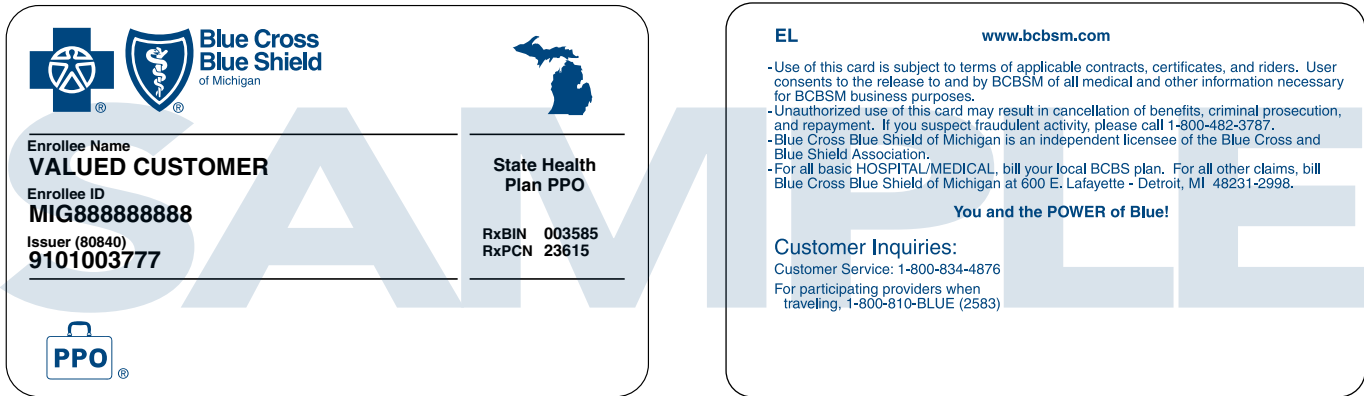 Blue Cross
Blue Shield
of Michigan
®
®
Enrollee Name
VALUED CUSTOMER
Enrollee ID
MIG888888888
Issuer (80840)
9101003777
State Health
Plan PPO
RxBIN 003585
RxPCN 23615
PPO
®
EL
www.bcbsm.com
- Use of this card is subject to terms of applicable contracts, certificates, and riders. User
consents to the release to and by BCBSM of all medical and other information necessary
for BCBSM business purposes.
- Unauthorized use of this card may result in cancellation of benefits, criminal prosecution,
and repayment. If you suspect fraudulent activity, please call 1-800-482-3787.
- Blue Cross Blue Shield of Michigan is an independent licensee of the Blue Cross and
Blue Shield Association.
- For all basic HOSPITAL/MEDICAL, bill your local BCBS plan. For all other claims, bill
Blue Cross Blue Shield of Michigan at 600 E. Lafayette - Detroit, MI 48231-2998.
You and the POWER of Blue!
Customer Inquiries:
Customer Service: 1-800-834-4876
For participating providers when
traveling, 1-800-810-BLUE (2583)
SAMPLE